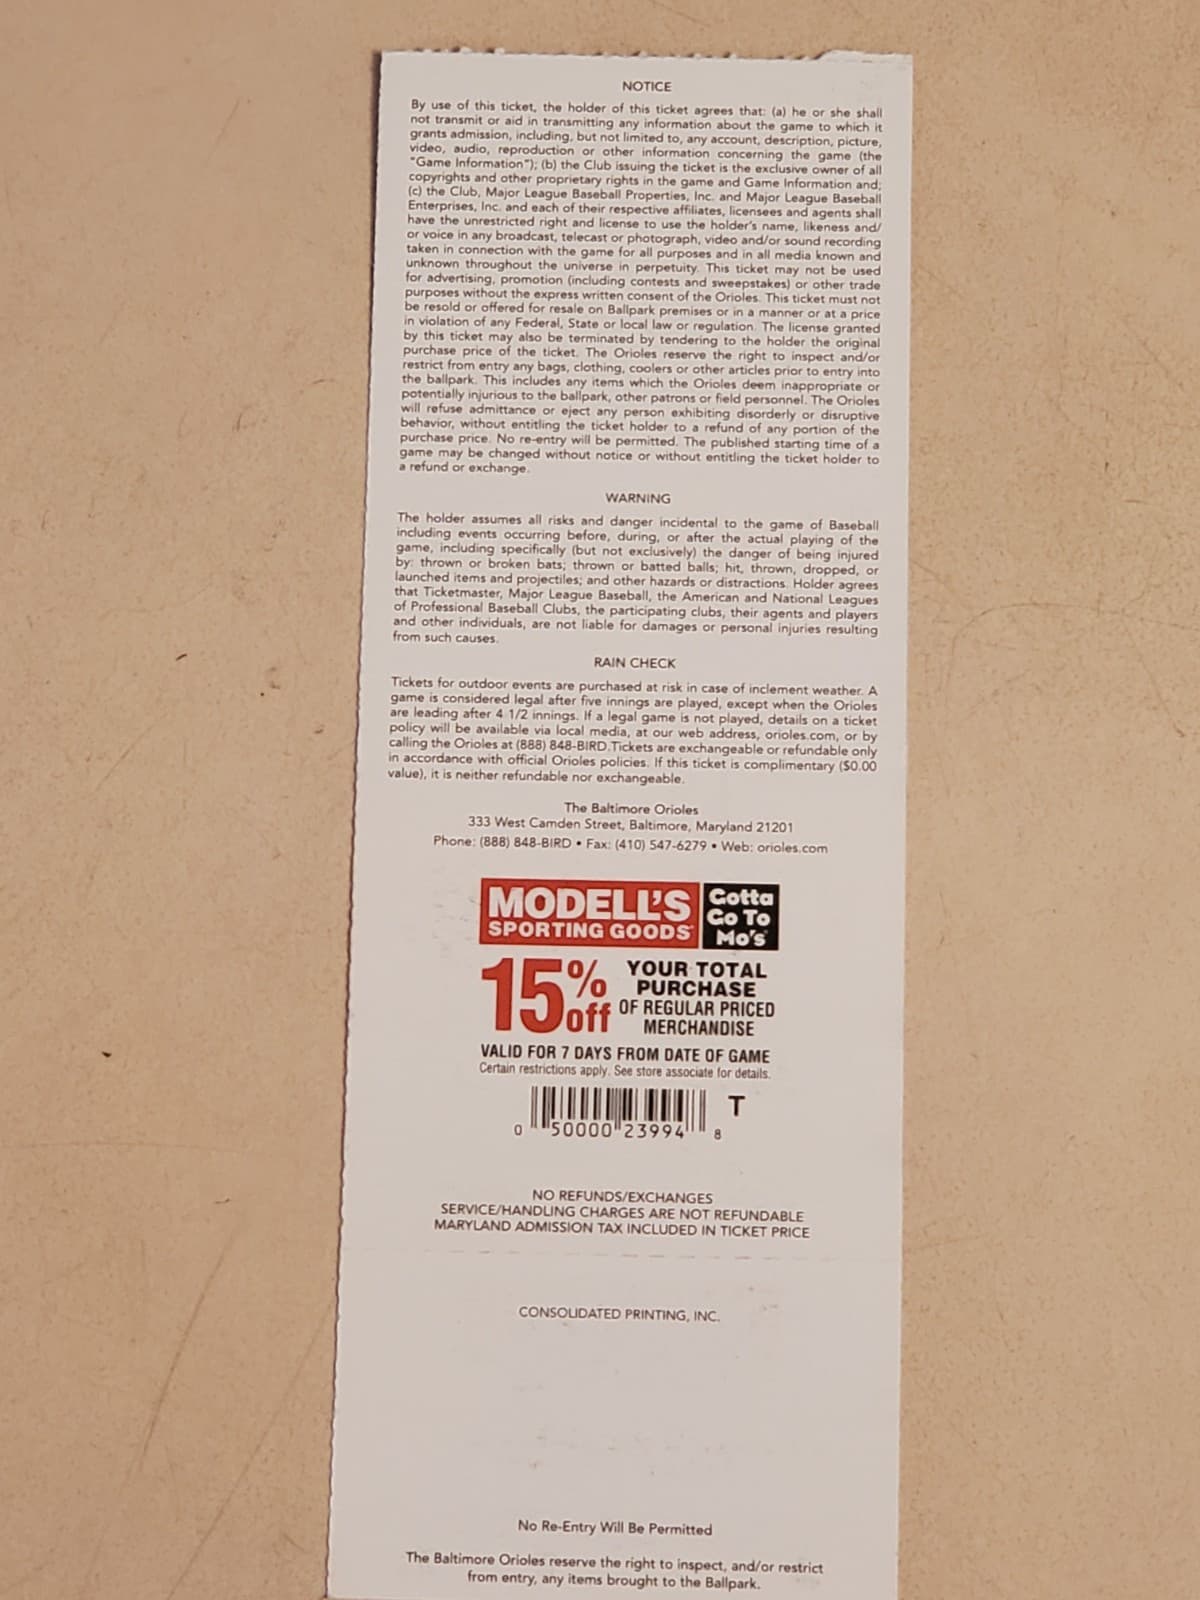 NOTICE
By use of this ticket, the holder of this ticket agrees that: (a) he or she shall
not transmit or aid in transmitting any information about the game to which it
grants admission, including, but not limited to, any account, description, picture,
video, audio, reproduction or other information concerning the game (the
"Game Information"); (b) the Club issuing the ticket is the exclusive owner of all
copyrights and other proprietary rights in the game and Game Information and;
(c) the Club, Major League Baseball Properties, Inc. and Major League Baseball
Enterprises, Inc. and each of their respective affiliates, licensees and agents shall
have the unrestricted right and license to use the holder's name, likeness and/
or voice in any broadcast, telecast or photograph, video and/or sound recording
taken in connection with the game for all purposes and in all media known and
unknown throughout the universe in perpetuity. This ticket may not be used
for advertising, promotion (including contests and sweepstakes) or other trade
purposes without the express written consent of the Orioles. This ticket must not
be resold or offered for resale on Ballpark premises or in a manner or at a price
in violation of any Federal, State or local law or regulation. The license granted
by this ticket may also be terminated by tendering to the holder the original
purchase price of the ticket. The Orioles reserve the right to inspect and/or
restrict from entry any bags, clothing, coolers or other articles prior to entry into
the ballpark. This includes any items which the Orioles deem inappropriate or
potentially injurious to the ballpark, other patrons or field personnel. The Orioles
will refuse admittance or eject any person exhibiting disorderly or disruptive
behavior, without entitling the ticket holder to a refund of any portion of the
purchase price. No re-entry will be permitted. The published starting time of a
game may be changed without notice or without entitling the ticket holder to
a refund or exchange.
WARNING
The holder assumes all risks and danger incidental to the game of Baseball
including events occurring before, during, or after the actual playing of the
game, including specifically (but not exclusively) the danger of being injured
by: thrown or broken bats; thrown or batted balls; hit, thrown, dropped, or
launched items and projectiles; and other hazards or distractions. Holder agrees
that Ticketmaster, Major League Baseball, the American and National Leagues
of Professional Baseball Clubs, the participating clubs, their agents and players
and other individuals, are not liable for damages or personal injuries resulting
from such causes.
RAIN CHECK
Tickets for outdoor events are purchased at risk in case of inclement weather. A
game is considered legal after five innings are played, except when the Orioles
are leading after 4 1/2 innings. If a legal game is not played, details on a ticket
policy will be available via local media, at our web address, orioles.com, or by
calling the Orioles at (888) 848-BIRD.Tickets are exchangeable or refundable only
in accordance with official Orioles policies. If this ticket is complimentary ($0.00
value), it is neither refundable nor exchangeable.
The Baltimore Orioles
333 West Camden Street, Baltimore, Maryland 21201
Phone: (888) 848-BIRD • Fax: (410) 547-6279 • Web: orioles.com
MODELL'S
SPORTING GOODS
Gotta
Go To
Mo's
15% off
YOUR TOTAL
PURCHASE
OF REGULAR PRICED
MERCHANDISE
VALID FOR 7 DAYS FROM DATE OF GAME
Certain restrictions apply. See store associate for details.
T
0 50000 23994 8
NO REFUNDS/EXCHANGES
SERVICE/HANDLING CHARGES ARE NOT REFUNDABLE
MARYLAND ADMISSION TAX INCLUDED IN TICKET PRICE
CONSOLIDATED PRINTING, INC.
No Re-Entry Will Be Permitted
The Baltimore Orioles reserve the right to inspect, and/or restrict
from entry, any items brought to the Ballpark.